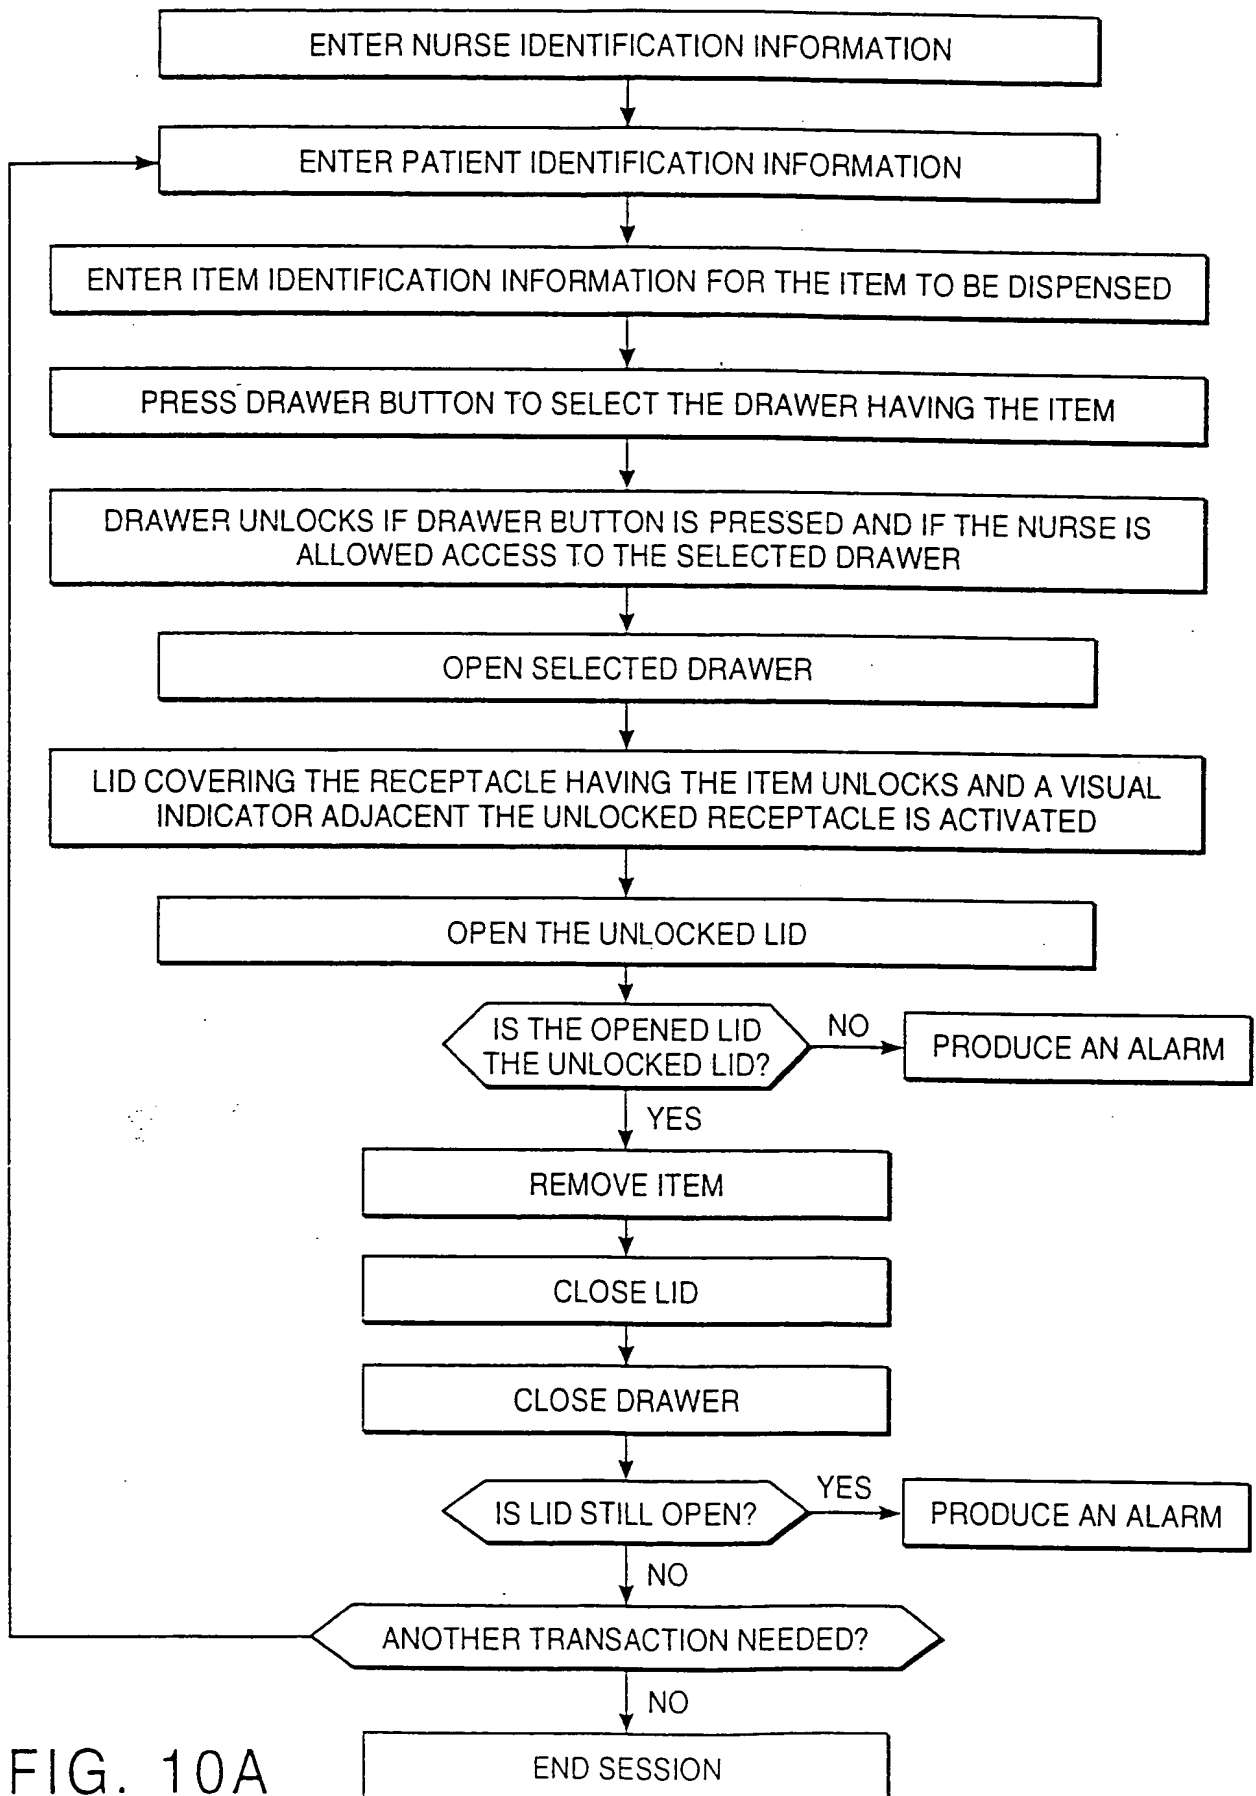 ENTER NURSE IDENTIFICATION INFORMATION
ENTER PATIENT IDENTIFICATION INFORMATION
ENTER ITEM IDENTIFICATION INFORMATION FOR THE ITEM TO BE DISPENSED
PRESS DRAWER BUTTON TO SELECT THE DRAWER HAVING THE ITEM
DRAWER UNLOCKS IF DRAWER BUTTON IS PRESSED AND IF THE NURSE IS
ALLOWED ACCESS TO THE SELECTED DRAWER
OPEN SELECTED DRAWER
LID COVERING THE RECEPTACLE HAVING THE ITEM UNLOCKS AND A VISUAL
INDICATOR ADJACENT THE UNLOCKED RECEPTACLE IS ACTIVATED
OPEN THE UNLOCKED LID
IS THE OPENED LID
THE UNLOCKED LID?
NO
PRODUCE AN ALARM
YES
REMOVE ITEM
CLOSE LID
CLOSE DRAWER
IS LID STILL OPEN?
YES
PRODUCE AN ALARM
NO
ANOTHER TRANSACTION NEEDED?
NO
END SESSION
FIG. 10A